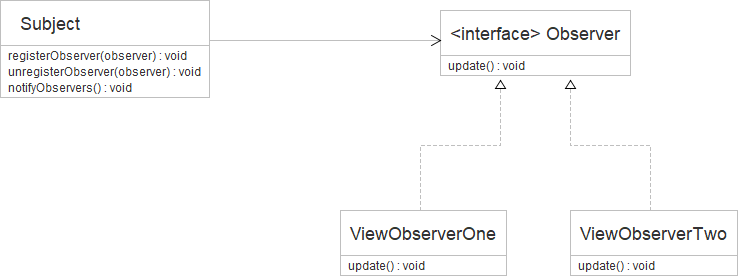 Subject
registerObserver(observer) : void
unregisterObserver(observer) : void
notifyObservers() : void
<interface> Observer
update() : void
ViewObserverOne
update() : void
ViewObserverTwo
update() : void